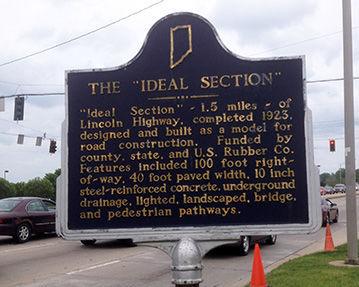 THE "IDEAL SECTION"
"Ideal Section" - 1.5 miles - of
Lincoln Highway, completed 1923,
designed and built as a model for
road construction. Funded by
county, state, and U.S. Rubber Co.
Features included 100 foot right-
of-way, 40 foot paved width, 10 inch
steel-reinforced concrete, underground
drainage, lighted, landscaped, bridge,
and pedestrian pathways.